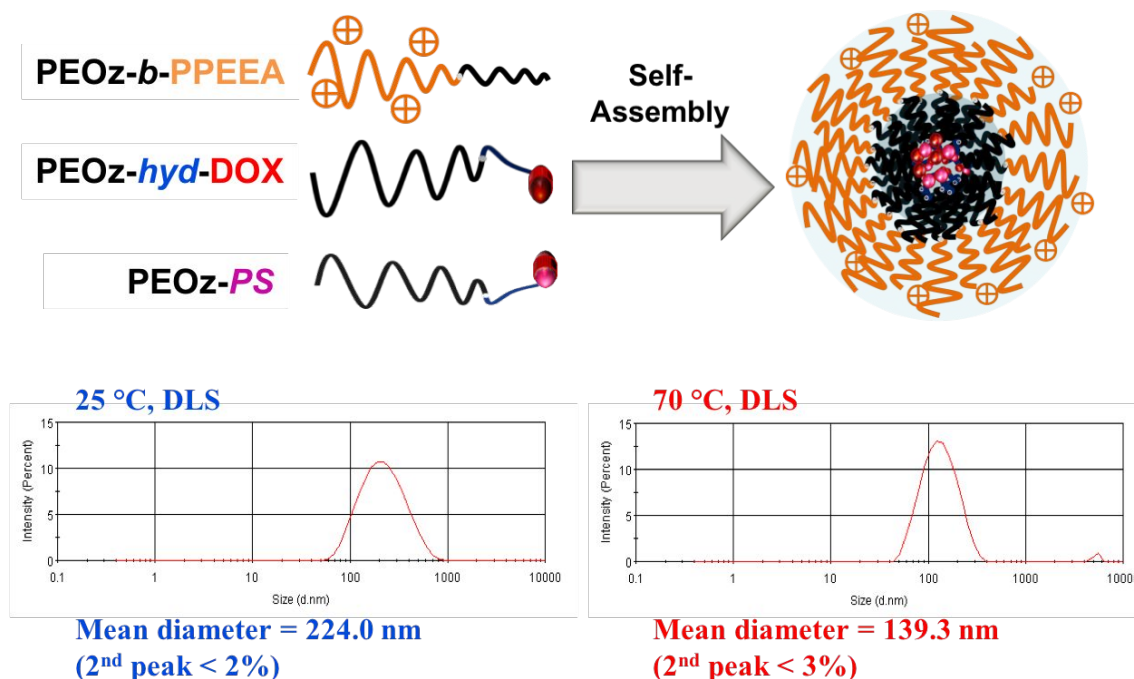 PEOz-b-PPEEA
Self-
Assembly
PEOz-hyd-DOX
PEOz-PS
25 °C, DLS
15
10
5
0
Intensity (Percent)
0.1 1 10 100 1000 10000
Size (d.nm)
Mean diameter = 224.0 nm
(2nd peak < 2%)
70 °C, DLS
15
10
5
0
Intensity (Percent)
0.1 1 10 100 1000
Size (d.nm)
Mean diameter = 139.3 nm
(2nd peak < 3%)